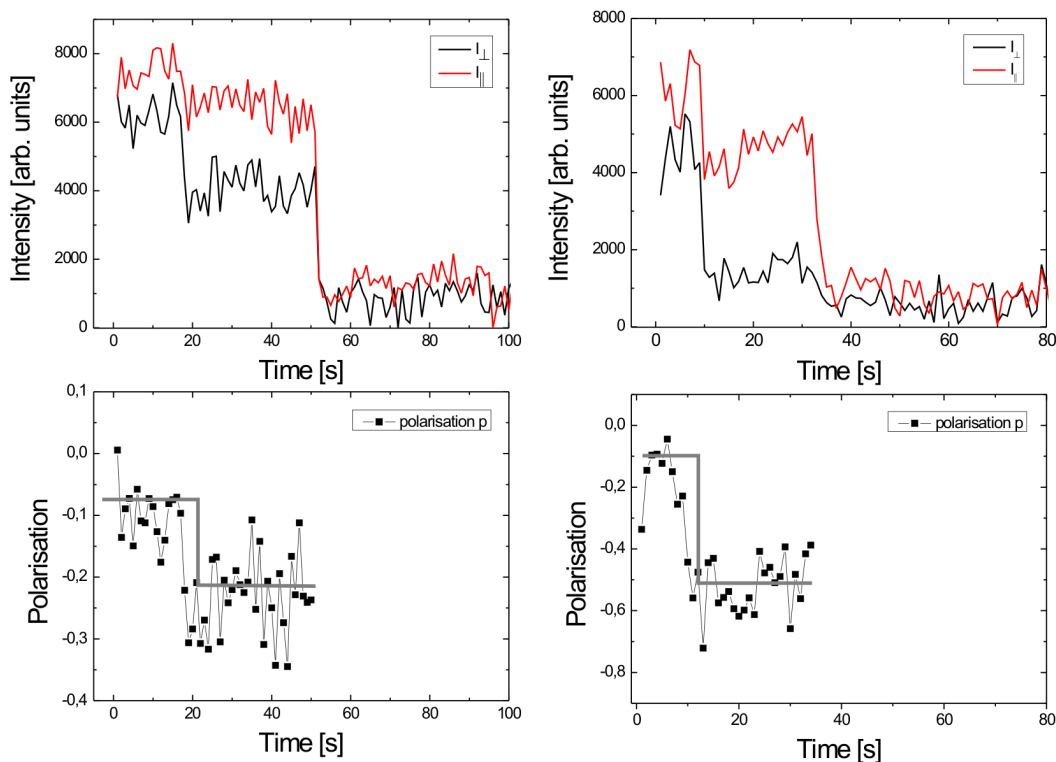 8000
6000
4000
2000
0
Intensity [arb. units]
I⊥
I||
0 20 40 60 80 100
Time [s]
8000
6000
4000
2000
0
Intensity [arb. units]
I⊥
I||
0 20 40 60 80
Time [s]
0,1
0,0
-0,1
-0,2
-0,3
-0,4
Polarisation
polarisation p
0 20 40 60 80 100
Time [s]
0,0
-0,2
-0,4
-0,6
-0,8
Polarisation
polarisation p
0 20 40 60 80
Time [s]